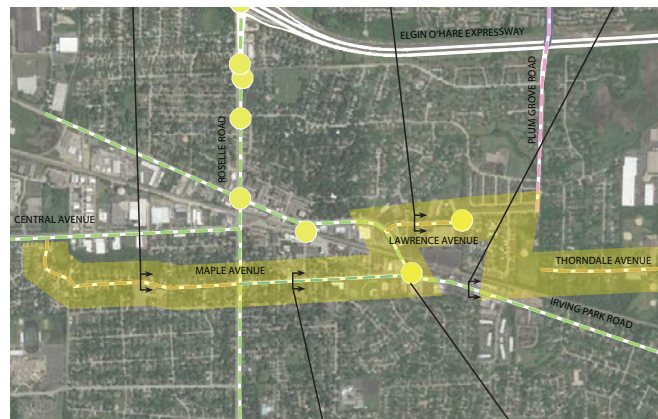 ELGIN O'HARE EXPRESSWAY
PLUM GROVE ROAD
ROSELLE ROAD
CENTRAL AVENUE
LAWRENCE AVENUE
MAPLE AVENUE
THORNDALE AVENUE
IRVING PARK ROAD